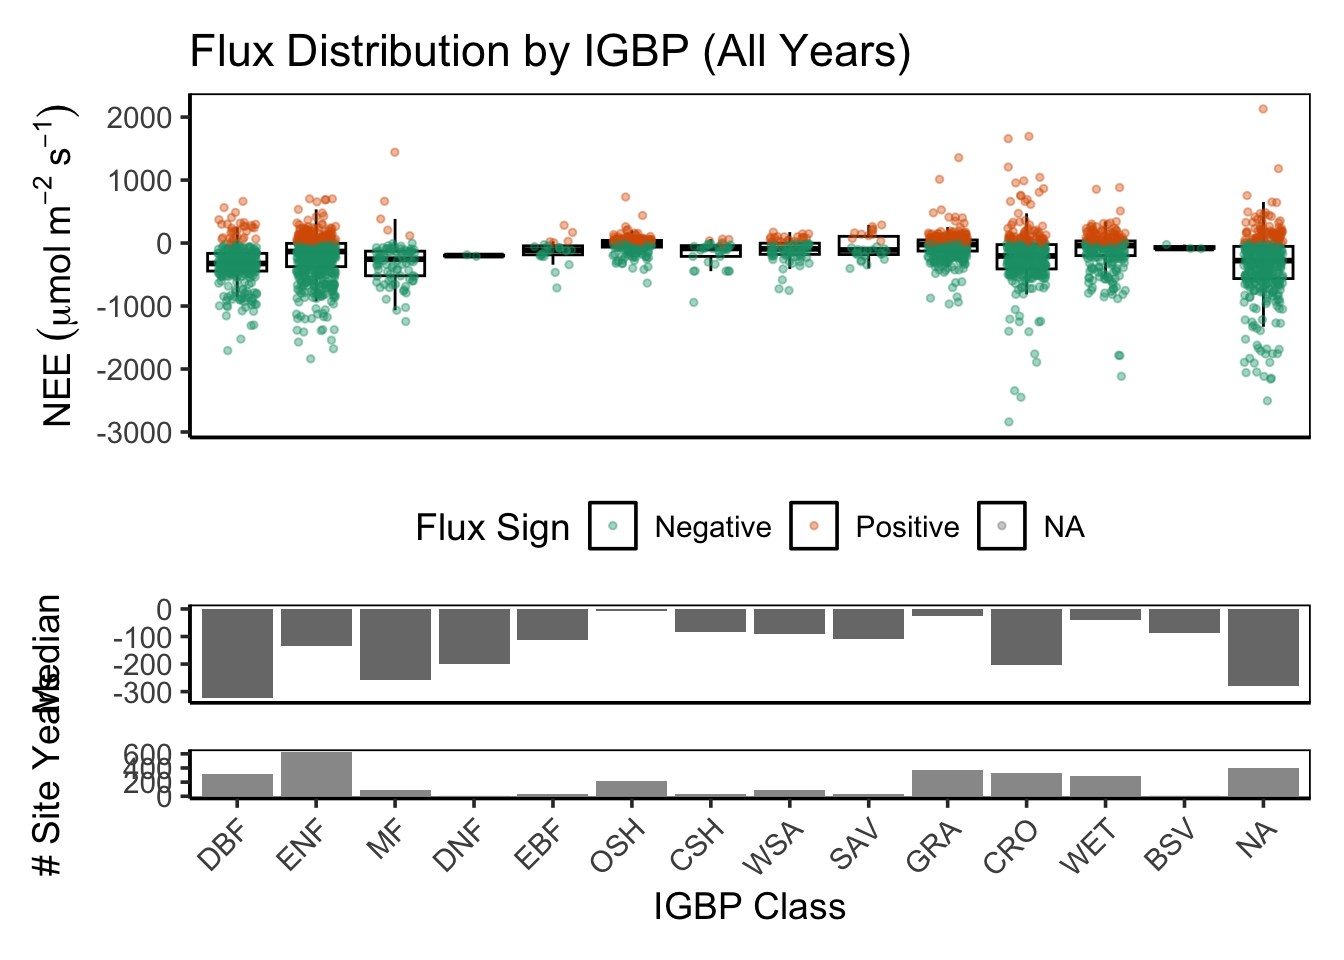 Flux Distribution by IGBP (All Years)
NEE (μmol m⁻² s⁻¹)
2000
1000
0
-1000
-2000
-3000
Flux Sign Negative Positive NA
Median
0
-100
-200
-300
# Site Years
600
400
200
0
DBF ENF MF DNF EBF OSH CSH WSA SAV GRA CRO WET BSV NA
IGBP Class